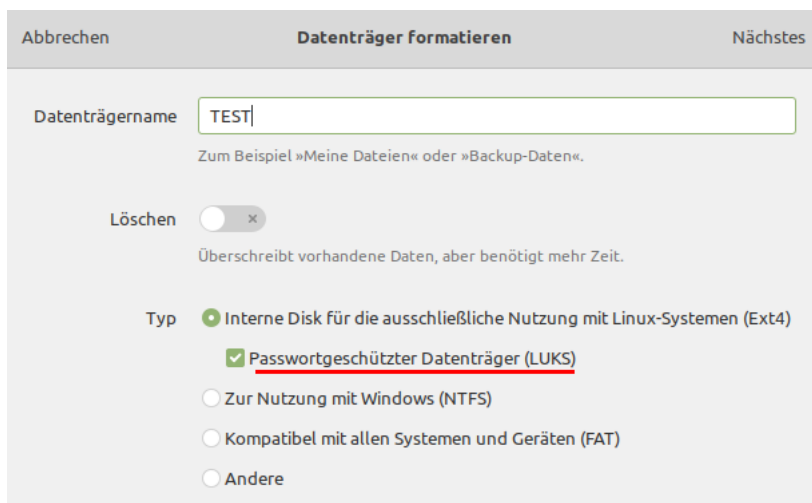 Abbrechen Datenträger formatieren Nächstes
Datenträgername TEST
Zum Beispiel »Meine Dateien« oder »Backup-Daten«.
Löschen
Überschreibt vorhandene Daten, aber benötigt mehr Zeit.
Typ Interne Disk für die ausschließliche Nutzung mit Linux-Systemen (Ext4)
Passwortgeschützter Datenträger (LUKS)
Zur Nutzung mit Windows (NTFS)
Kompatibel mit allen Systemen und Geräten (FAT)
Andere